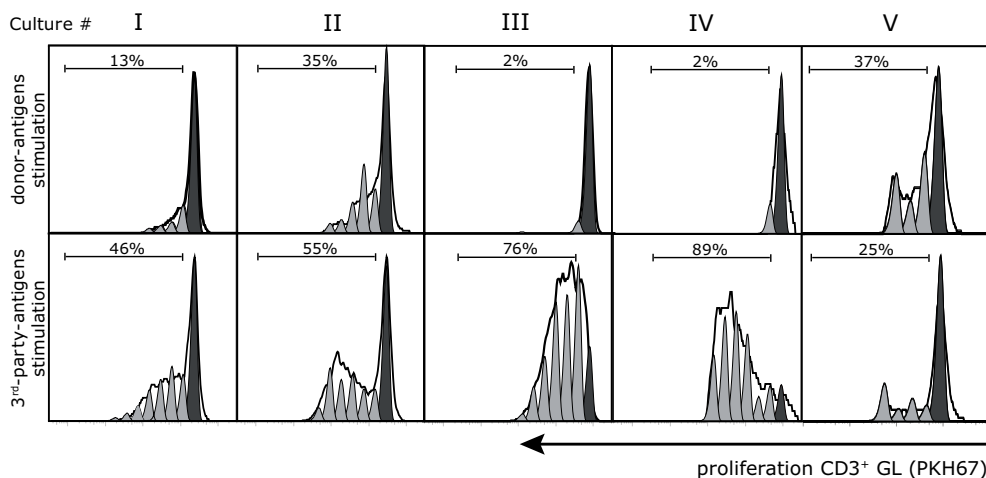 Culture # I II III IV V
donor-antigens
stimulation
13% 35% 2% 2% 37%
3rd-party-antigens
stimulation
46% 55% 76% 89% 25%
proliferation CD3+ GL (PKH67)